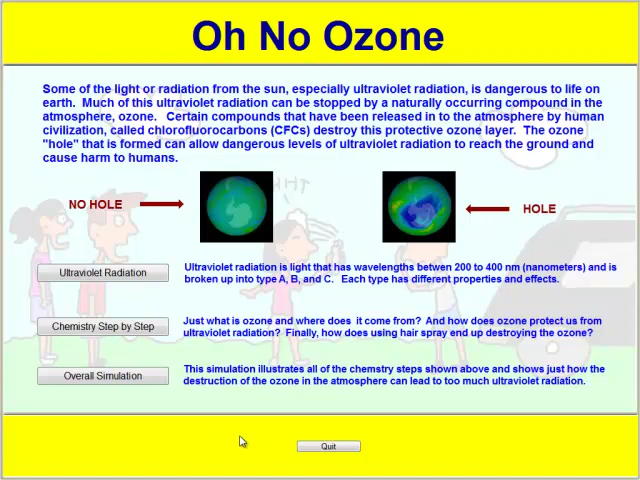 Oh No Ozone
Some of the light or radiation from the sun, especially ultraviolet radiation, is dangerous to life on
earth. Much of this ultraviolet radiation can be stopped by a naturally occurring compound in the
atmosphere, ozone. Certain compounds that have been released in to the atmosphere by human
civilization, called chlorofluorocarbons (CFCs) destroy this protective ozone layer. The ozone
"hole" that is formed can allow dangerous levels of ultraviolet radiation to reach the ground and
cause harm to humans.
NO HOLE
HOLE
Ultraviolet Radiation
Ultraviolet radiation is light that has wavelengths betwen 200 to 400 nm (nanometers) and is
broken up into type A, B, and C. Each type has different properties and effects.
Chemistry Step by Step
Just what is ozone and where does it come from? And how does ozone protect us from
ultraviolet radiation? Finally, how does using hair spray end up destroying the ozone?
Overall Simulation
This simulation illustrates all of the chemstry steps shown above and shows just how the
destruction of the ozone in the atmosphere can lead to too much ultraviolet radiation.
Quit